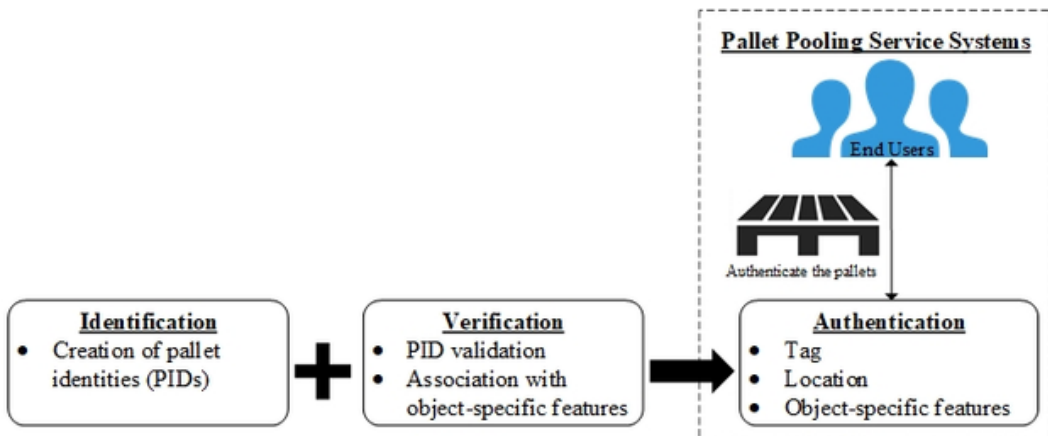 Pallet Pooling Service Systems
End Users
Authenticate the pallets
Identification
• Creation of pallet
identities (PIDs)
Verification
• PID validation
• Association with
object-specific features
Authentication
• Tag
• Location
• Object-specific features